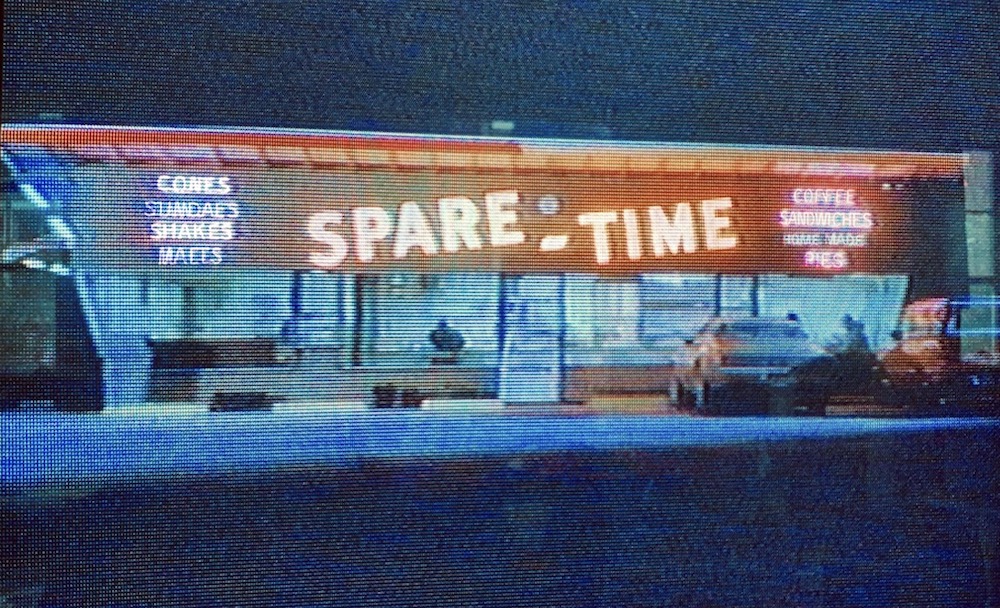 CONES
SUNDAES
SHAKES
MALTS
SPARE-TIME
COFFEE
SANDWICHES
HOME MADE
PIES